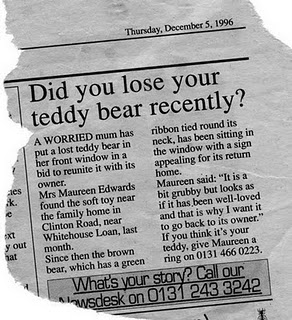 Thursday, December 5, 1996
Did you lose your
teddy bear recently?
A WORRIED mum has
put a lost teddy bear in
her front window in a
bid to reunite it with its
owner.
Mrs Maureen Edwards
found the soft toy near
the family home in
Clinton Road, near
Whitehouse Loan, last
month.
Since then the brown
bear, which has a green
ribbon tied round its
neck, has been sitting in
the window with a sign
appealing for its return
home.
Maureen said: "It is a
bit grubby but looks as
if it has been well-loved
and that is why I want it
to go back to its owner."
If you think it's your
teddy, give Maureen a
ring on 0131 466 0223.
What's your story? Call our
Newsdesk on 0131 243 3242